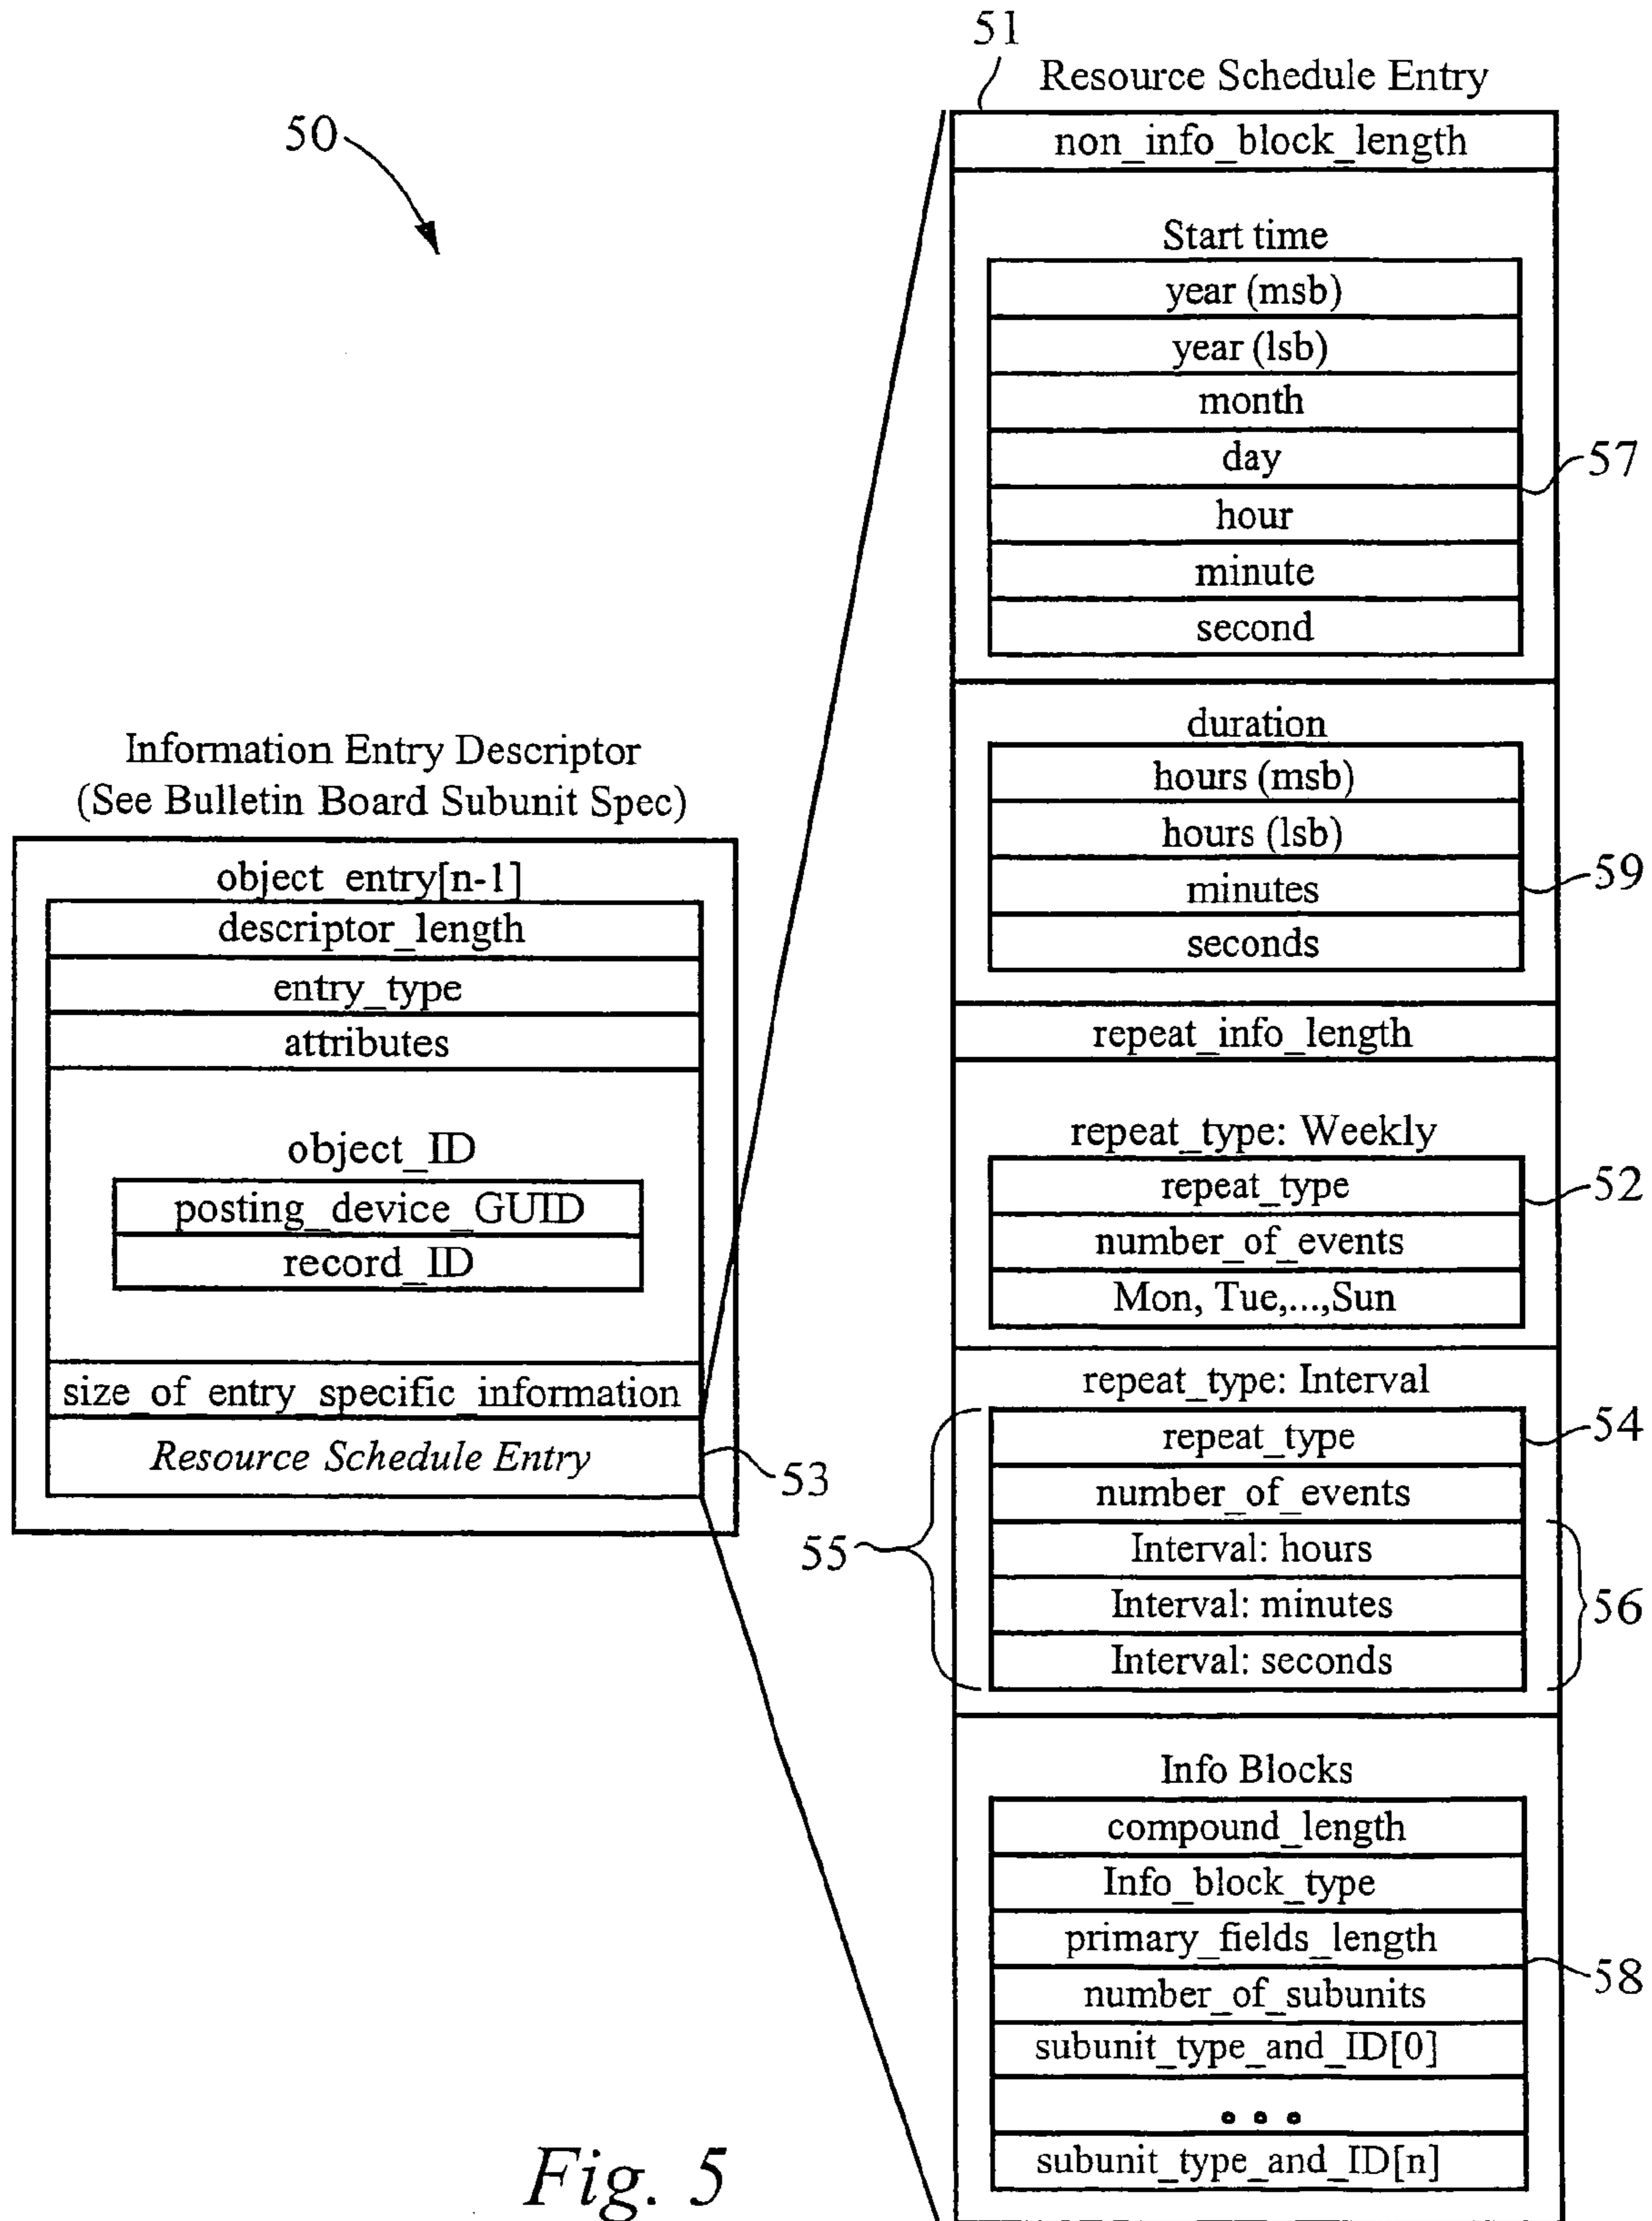 51
Resource Schedule Entry
50
non_info_block_length
Start time
year (msb)
year (lsb)
month
day
57
hour
minute
second
duration
hours (msb)
hours (lsb)
minutes
59
seconds
repeat_info_length
repeat_type: Weekly
repeat_type
52
number_of_events
Mon, Tue,...,Sun
repeat_type: Interval
repeat_type
54
number_of_events
55
Interval: hours
Interval: minutes
56
Interval: seconds
Info Blocks
compound_length
Info_block_type
primary_fields_length
58
number_of_subunits
subunit_type_and_ID[0]
...
subunit_type_and_ID[n]
Information Entry Descriptor
(See Bulletin Board Subunit Spec)
object_entry[n-1]
descriptor_length
entry_type
attributes
object_ID
posting_device_GUID
record_ID
size_of_entry_specific_information
Resource Schedule Entry
53
Fig. 5